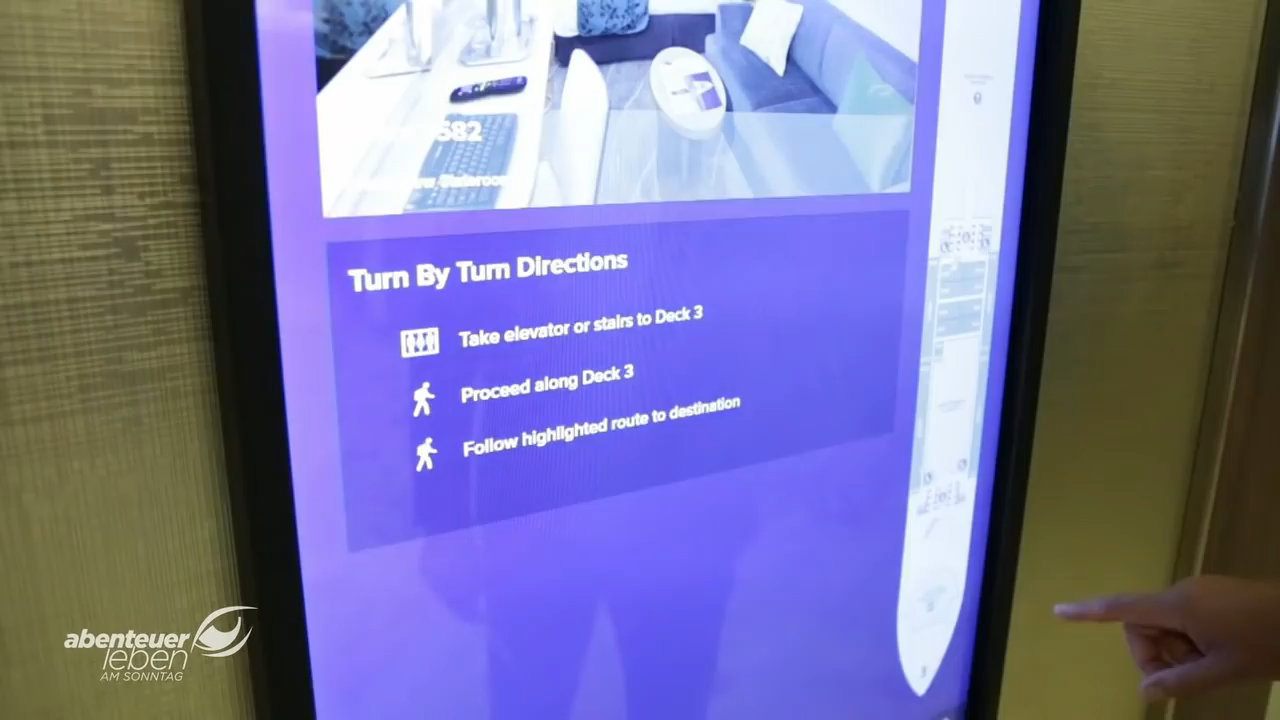 582
Turn By Turn Directions
Take elevator or stairs to Deck 3
Proceed along Deck 3
Follow highlighted route to destination
abenteuer
leben
AM SONNTAG